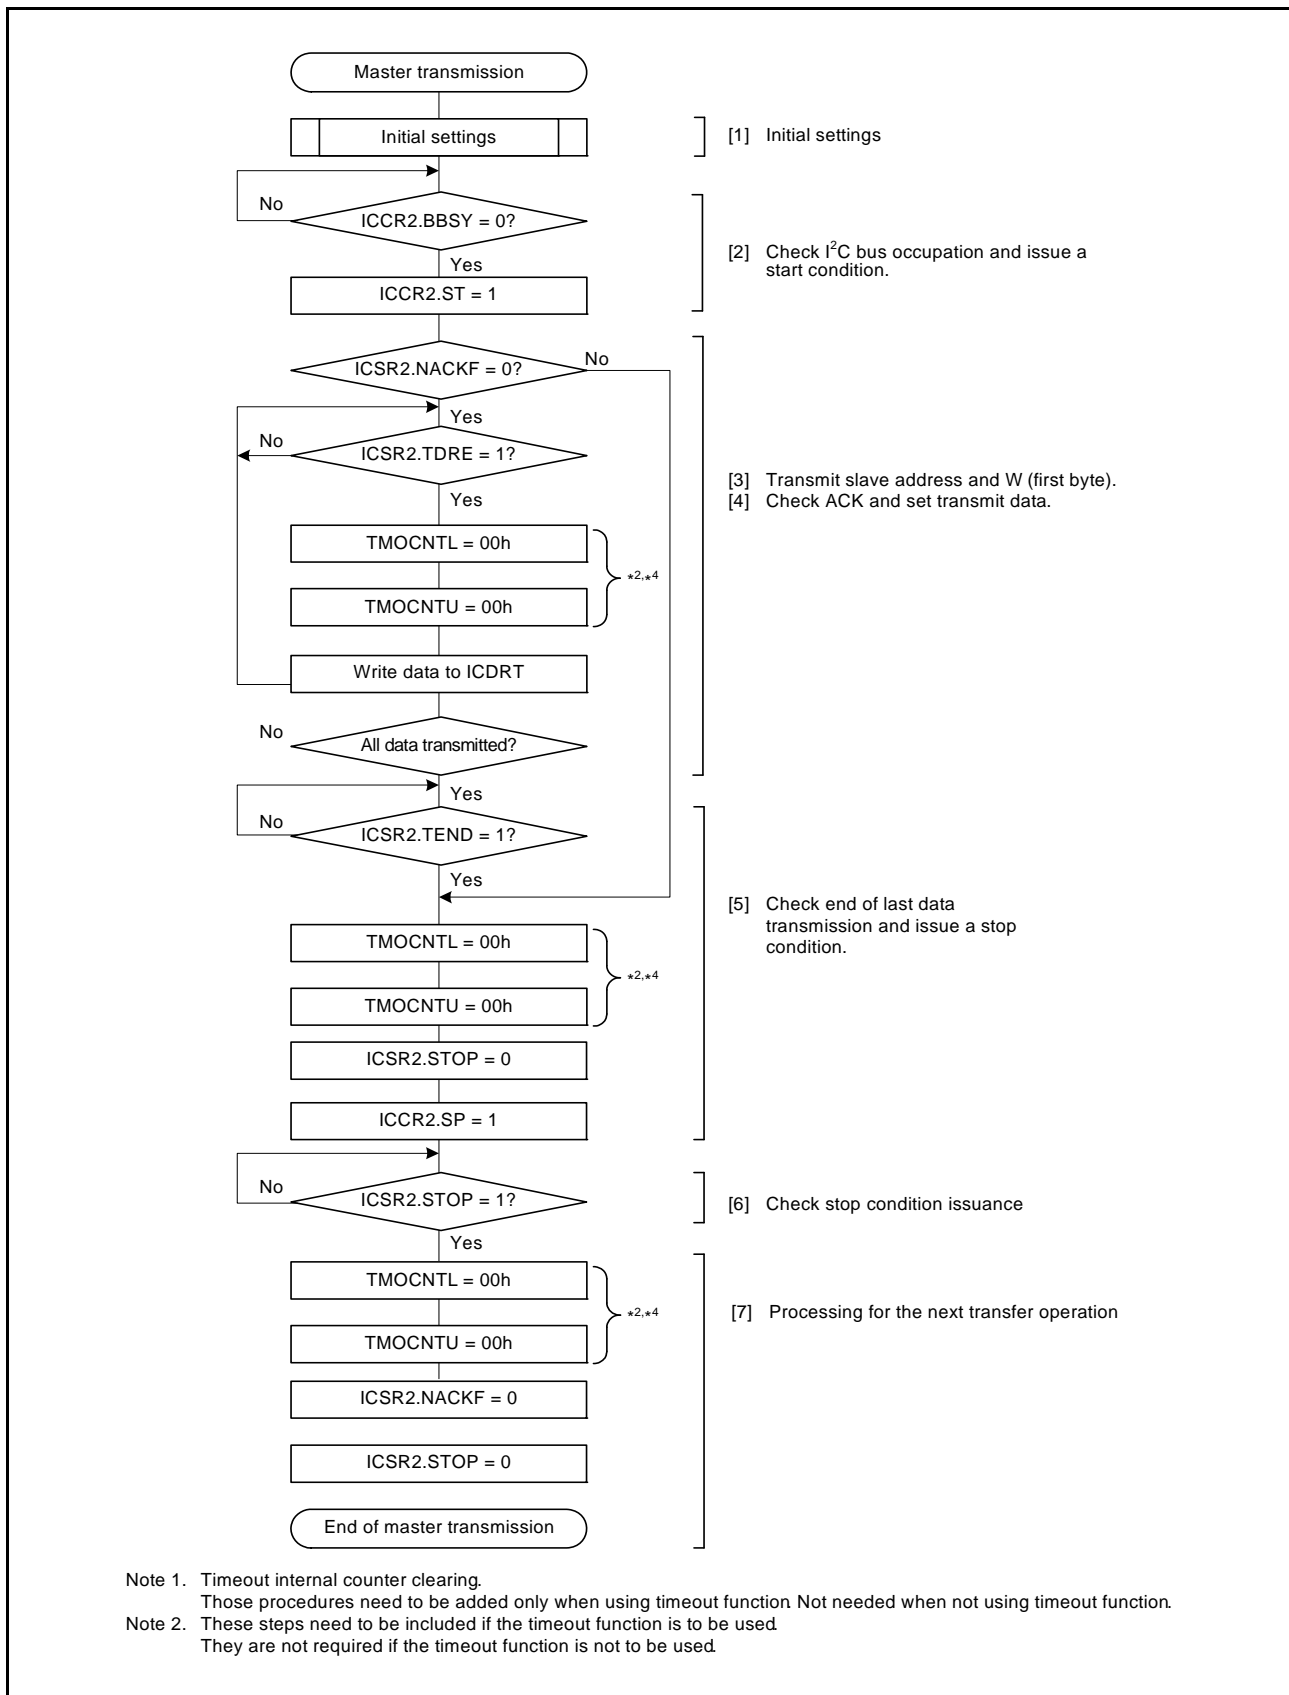 Master transmission
Initial settings
[1] Initial settings
No
ICCR2.BBSY = 0?
Yes
[2] Check I²C bus occupation and issue a
start condition.
ICCR2.ST = 1
ICSR2.NACKF = 0?
No
Yes
No
ICSR2.TDRE = 1?
Yes
[3] Transmit slave address and W (first byte).
[4] Check ACK and set transmit data.
TMOCNTL = 00h
*2,*4
TMOCNTU = 00h
Write data to ICDRT
No
All data transmitted?
Yes
No
ICSR2.TEND = 1?
Yes
[5] Check end of last data
transmission and issue a stop
condition.
TMOCNTL = 00h
*2,*4
TMOCNTU = 00h
ICSR2.STOP = 0
ICCR2.SP = 1
No
ICSR2.STOP = 1?
[6] Check stop condition issuance
Yes
TMOCNTL = 00h
*2,*4
[7] Processing for the next transfer operation
TMOCNTU = 00h
ICSR2.NACKF = 0
ICSR2.STOP = 0
End of master transmission
Note 1. Timeout internal counter clearing.
Those procedures need to be added only when using timeout function. Not needed when not using timeout function.
Note 2. These steps need to be included if the timeout function is to be used.
They are not required if the timeout function is not to be used.